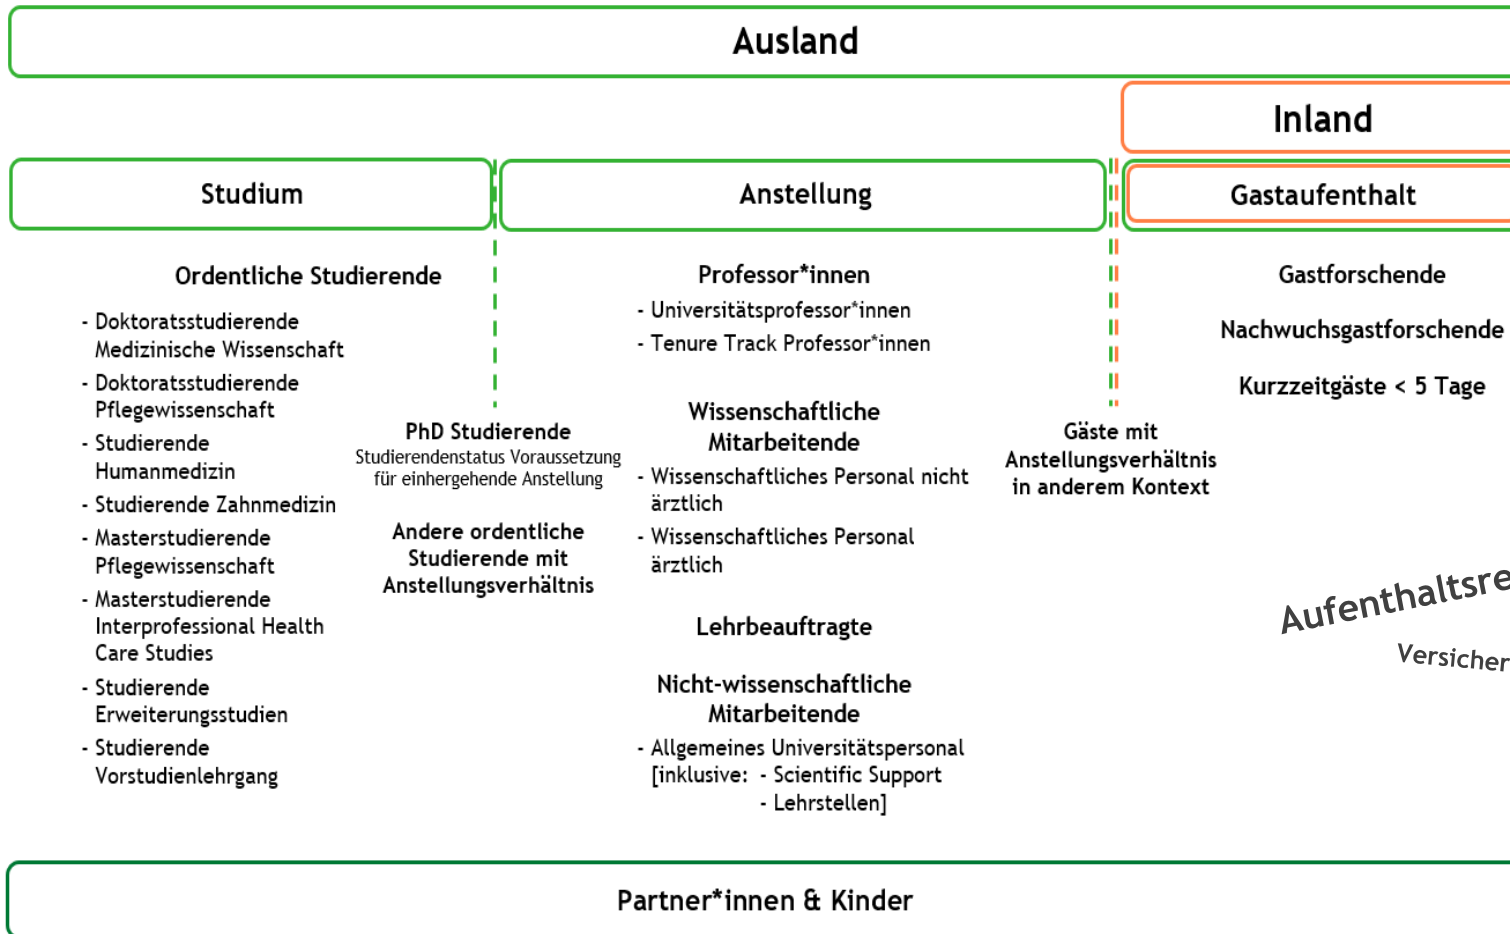 Ausland
Inland
Studium
Anstellung
Gastaufenthalt
Ordentliche Studierende
- Doktoratsstudierende
Medizinische Wissenschaft
- Doktoratsstudierende
Pflegewissenschaft
- Studierende
Humanmedizin
- Studierende Zahnmedizin
- Masterstudierende
Pflegewissenschaft
- Masterstudierende
Interprofessional Health
Care Studies
- Studierende
Erweiterungsstudien
- Studierende
Vorstudienlehrgang
PhD Studierende
Studierendenstatus Voraussetzung
für einhergehende Anstellung
Andere ordentliche
Studierende mit
Anstellungsverhältnis
Professor*innen
- Universitätsprofessor*innen
- Tenure Track Professor*innen
Wissenschaftliche
Mitarbeitende
- Wissenschaftliches Personal nicht
ärztlich
- Wissenschaftliches Personal
ärztlich
Lehrbeauftragte
Nicht-wissenschaftliche
Mitarbeitende
- Allgemeines Universitätspersonal
[inklusive: - Scientific Support
- Lehrstellen]
Gäste mit
Anstellungsverhältnis
in anderem Kontext
Gastforschende
Nachwuchsgastforschende
Kurzzeitgäste < 5 Tage
Aufenthaltsre
Versicher
Partner*innen & Kinder